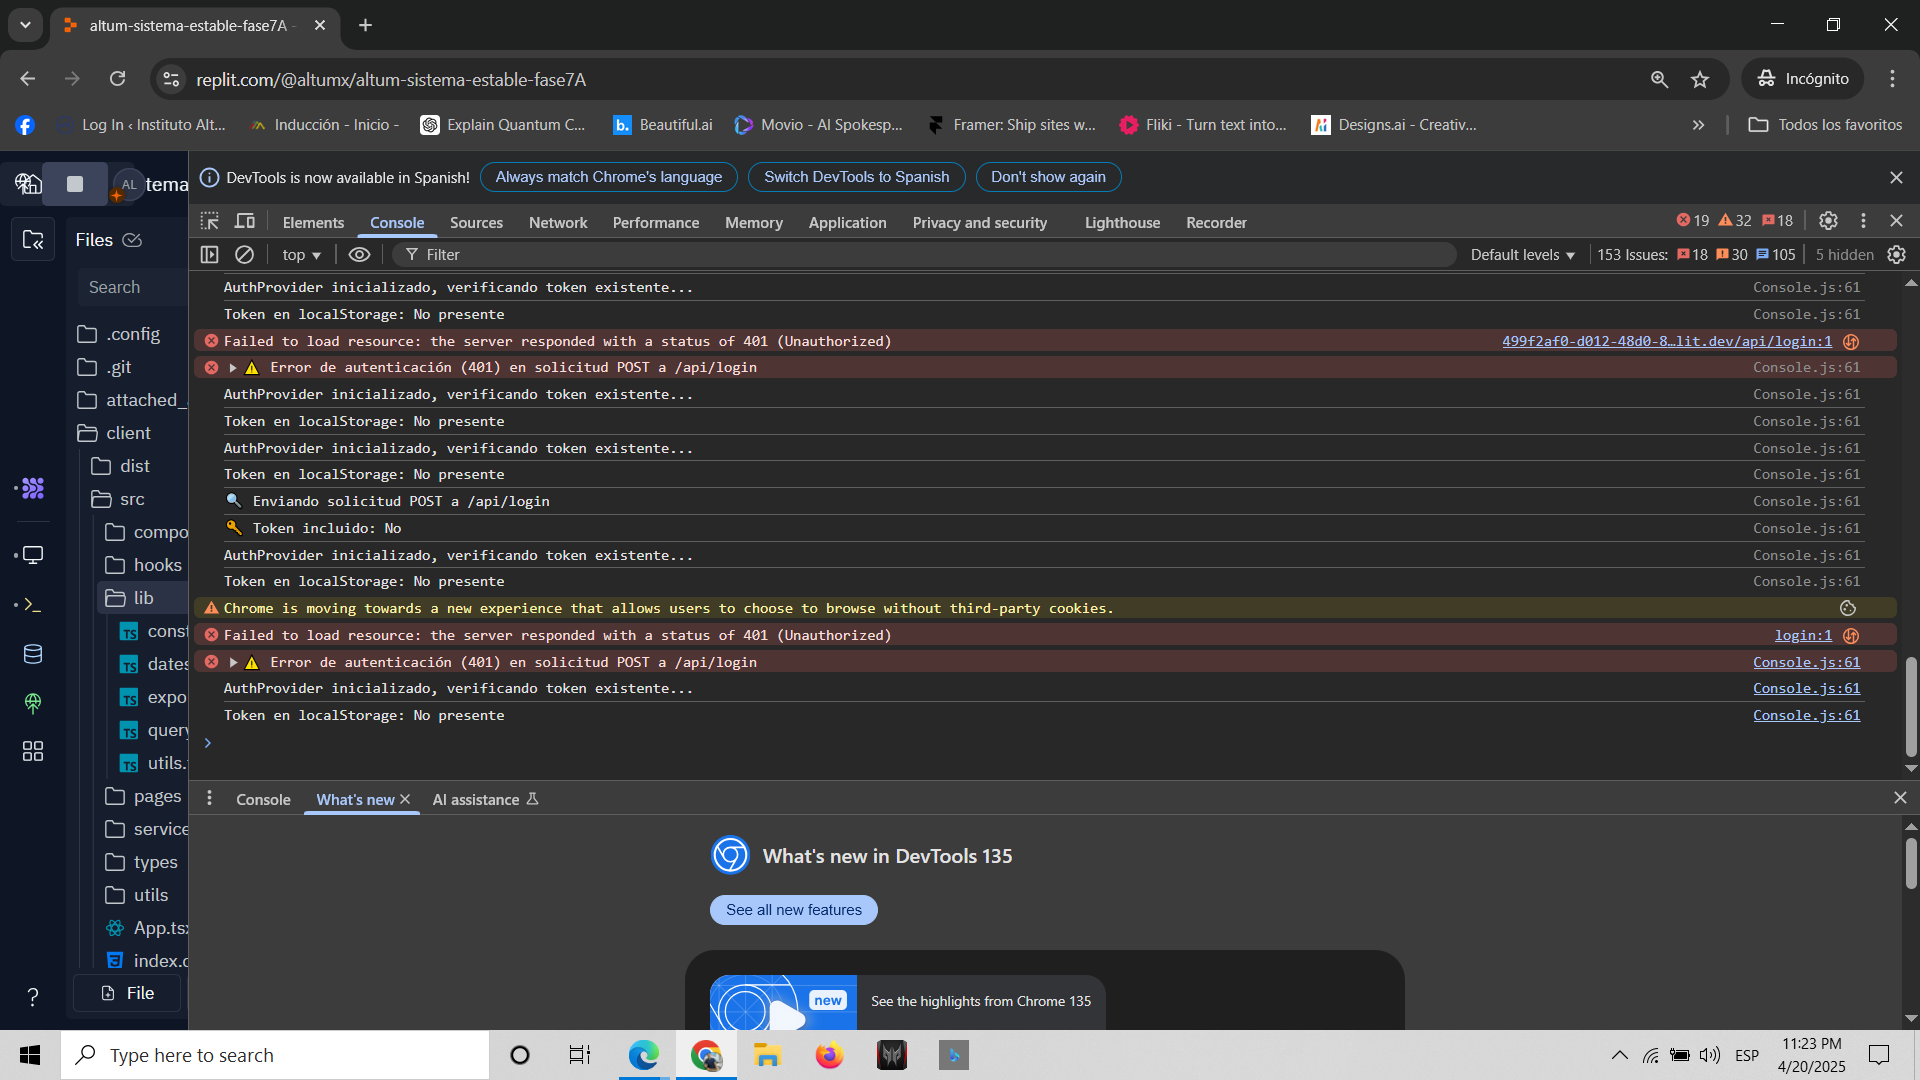 altum-sistema-estable-fase7A -
replit.com/@altumx/altum-sistema-estable-fase7A
Incógnito
Log In ‹ Instituto Alt...
Inducción - Inicio -
Explain Quantum C...
b.
Beautiful.ai
Movio - AI Spokesp...
Framer: Ship sites w...
Fliki - Turn text into...
Designs.ai - Creativ...
Todos los favoritos
AL
tema
DevTools is now available in Spanish!
Always match Chrome's language
Switch DevTools to Spanish
Don't show again
Elements
Console
Sources
Network
Performance
Memory
Application
Privacy and security
Lighthouse
Recorder
19
32
18
top
Filter
Default levels
153 Issues:
18
30
105
5 hidden
Files
Search
.config
.git
attached_
client
dist
src
compo
hooks
lib
TS const
TS dates
TS expo
TS query
TS utils.
pages
service
types
utils
App.tsx
index.c
File
?
AuthProvider inicializado, verificando token existente... Console.js:61
Token en localStorage: No presente Console.js:61
Failed to load resource: the server responded with a status of 401 (Unauthorized) 499f2af0-d012-48d0-8…lit.dev/api/login:1
Error de autenticación (401) en solicitud POST a /api/login Console.js:61
AuthProvider inicializado, verificando token existente... Console.js:61
Token en localStorage: No presente Console.js:61
AuthProvider inicializado, verificando token existente... Console.js:61
Token en localStorage: No presente Console.js:61
Enviando solicitud POST a /api/login Console.js:61
Token incluido: No Console.js:61
AuthProvider inicializado, verificando token existente... Console.js:61
Token en localStorage: No presente Console.js:61
Chrome is moving towards a new experience that allows users to choose to browse without third-party cookies.
Failed to load resource: the server responded with a status of 401 (Unauthorized) login:1
Error de autenticación (401) en solicitud POST a /api/login Console.js:61
AuthProvider inicializado, verificando token existente... Console.js:61
Token en localStorage: No presente Console.js:61
Console
What's new
AI assistance
What's new in DevTools 135
See all new features
new
See the highlights from Chrome 135
Type here to search
ESP
11:23 PM
4/20/2025